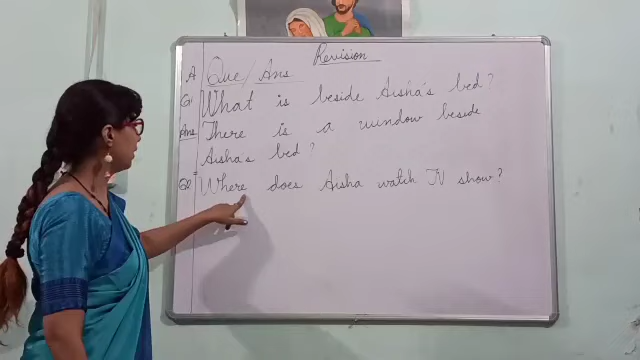 Revision
A Que/Ans
Q1 What is beside Aisha's bed?
Ans There is a window beside
Aisha's bed?
Q2 Where does Aisha watch TV show?